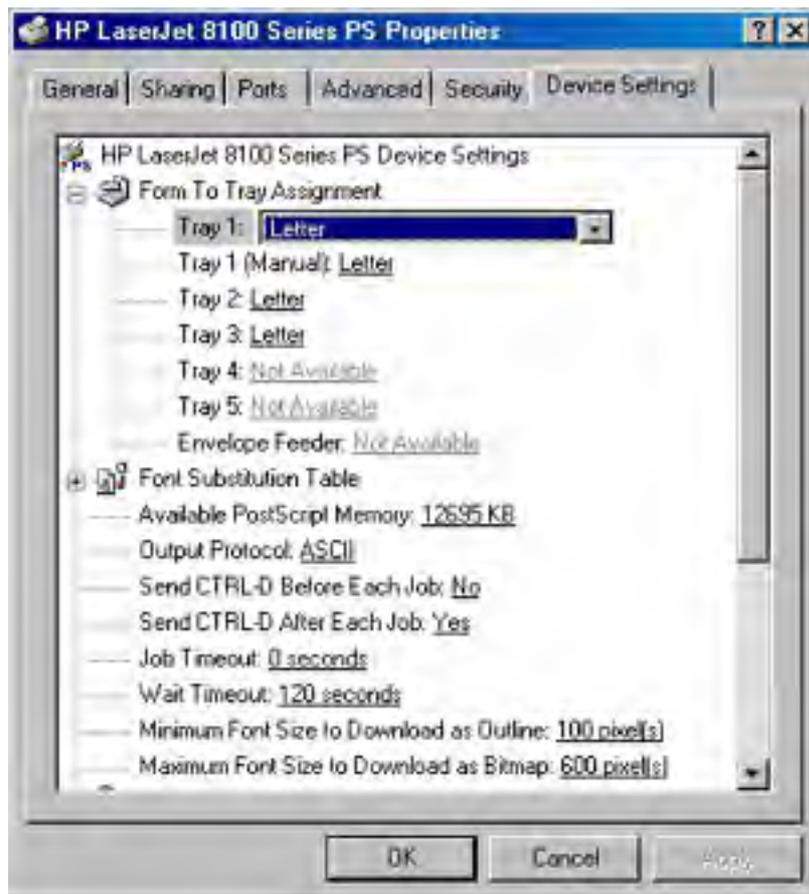 HP LaserJet 8100 Series PS Properties
General Sharing Ports Advanced Security Device Settings
HP LaserJet 8100 Series PS Device Settings
Form To Tray Assignment
Tray 1: Letter
Tray 1 (Manual): Letter
Tray 2: Letter
Tray 3: Letter
Tray 4: Not Available
Tray 5: Not Available
Envelope Feeder: Not Available
Font Substitution Table
Available PostScript Memory: 12695 KB
Output Protocol: ASCII
Send CTRL-D Before Each Job: No
Send CTRL-D After Each Job: Yes
Job Timeout: 0 seconds
Wait Timeout: 120 seconds
Minimum Font Size to Download as Outline: 100 pixel(s)
Maximum Font Size to Download as Bitmap: 600 pixel(s)
OK Cancel Apply